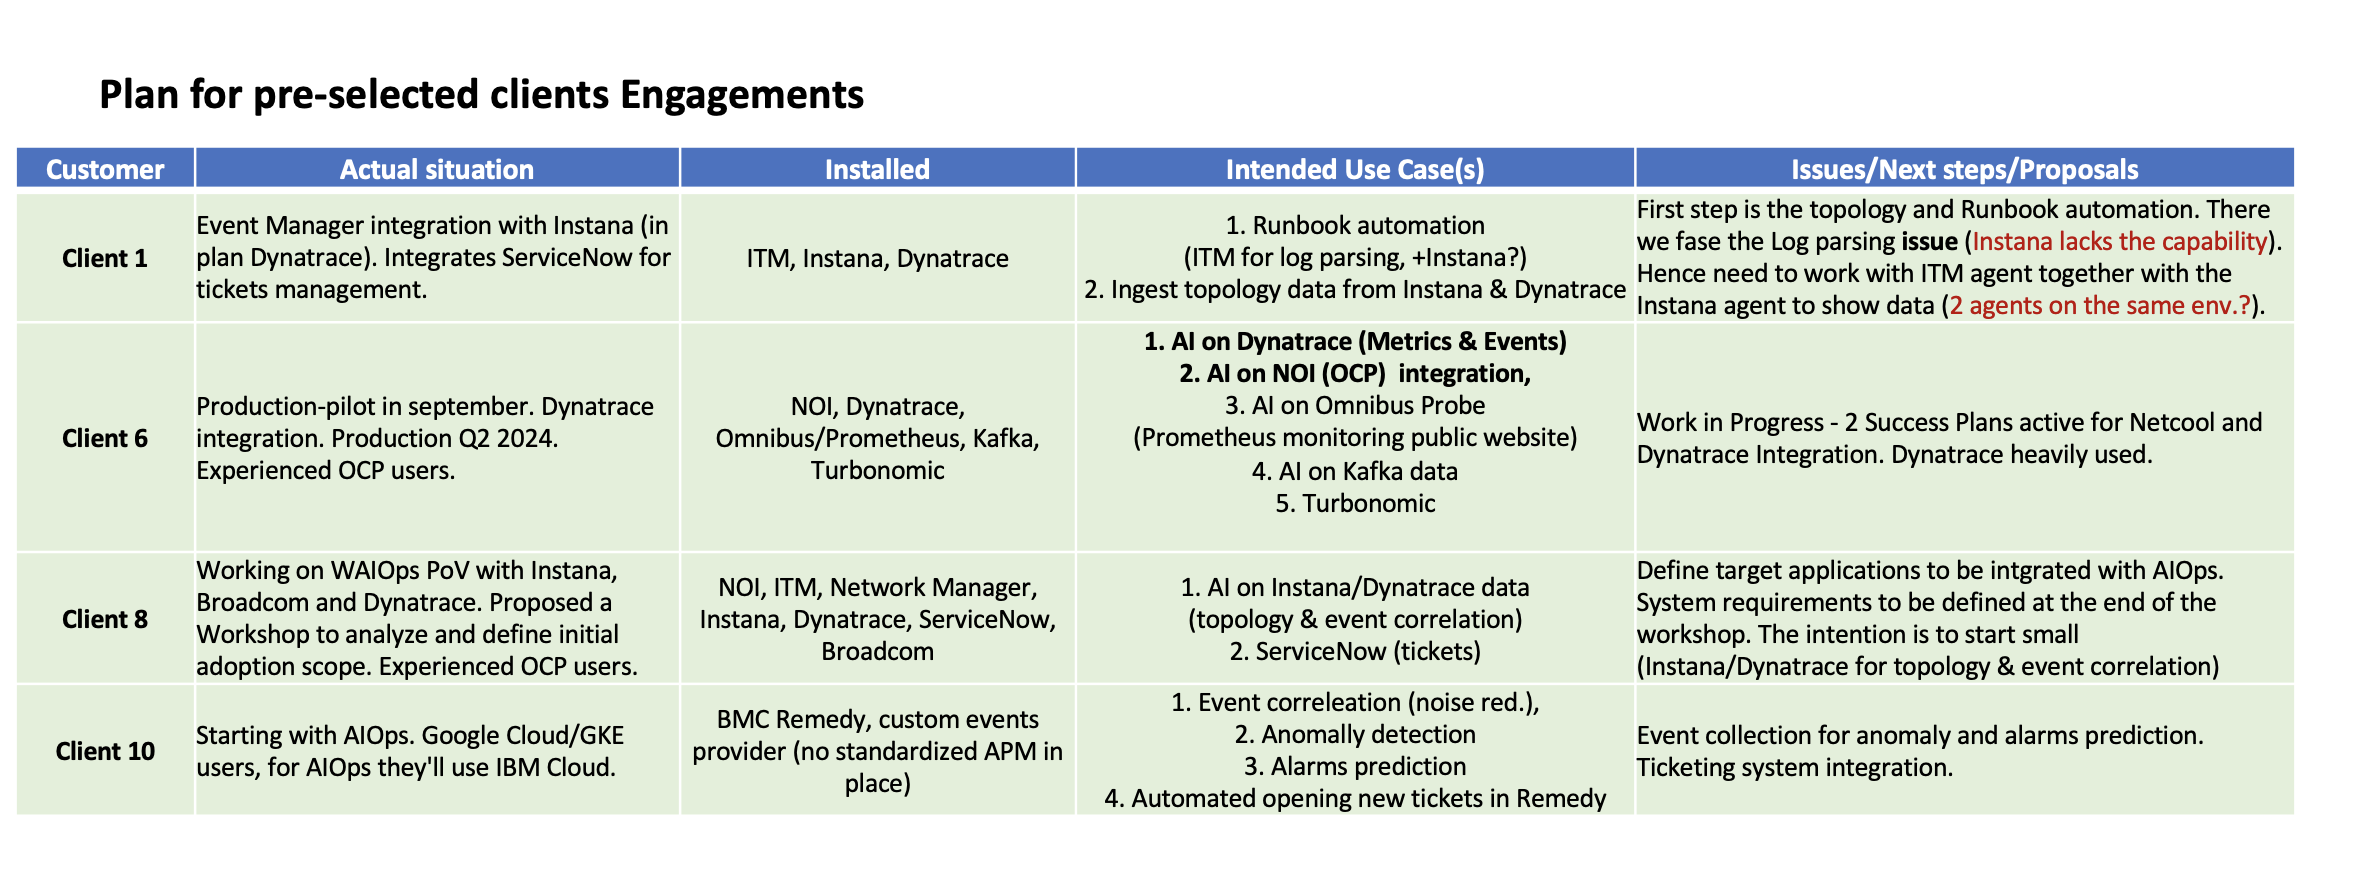 Plan for pre-selected clients Engagements
Customer
Actual situation
Installed
Intended Use Case(s)
Issues/Next steps/Proposals
Client 1
Event Manager integration with Instana (in
plan Dynatrace). Integrates ServiceNow for
tickets management.
ITM, Instana, Dynatrace
1. Runbook automation
(ITM for log parsing, +Instana?)
2. Ingest topology data from Instana & Dynatrace
First step is the topology and Runbook automation. There
we fase the Log parsing issue (Instana lacks the capability).
Hence need to work with ITM agent together with the
Instana agent to show data (2 agents on the same env.?).
Client 6
Production-pilot in september. Dynatrace
integration. Production Q2 2024.
Experienced OCP users.
NOI, Dynatrace,
Omnibus/Prometheus, Kafka,
Turbonomic
1. AI on Dynatrace (Metrics & Events)
2. AI on NOI (OCP)  integration,
3. AI on Omnibus Probe
(Prometheus monitoring public website)
4. AI on Kafka data
5. Turbonomic
Work in Progress - 2 Success Plans active for Netcool and
Dynatrace Integration. Dynatrace heavily used.
Client 8
Working on WAIOps PoV with Instana,
Broadcom and Dynatrace. Proposed a
Workshop to analyze and define initial
adoption scope. Experienced OCP users.
NOI, ITM, Network Manager,
Instana, Dynatrace, ServiceNow,
Broadcom
1. AI on Instana/Dynatrace data
(topology & event correlation)
2. ServiceNow (tickets)
Define target applications to be intgrated with AIOps.
System requirements to be defined at the end of the
workshop. The intention is to start small
(Instana/Dynatrace for topology & event correlation)
Client 10
Starting with AIOps. Google Cloud/GKE
users, for AIOps they'll use IBM Cloud.
BMC Remedy, custom events
provider (no standardized APM in
place)
1. Event correleation (noise red.),
2. Anomally detection
3. Alarms prediction
4. Automated opening new tickets in Remedy
Event collection for anomaly and alarms prediction.
Ticketing system integration.